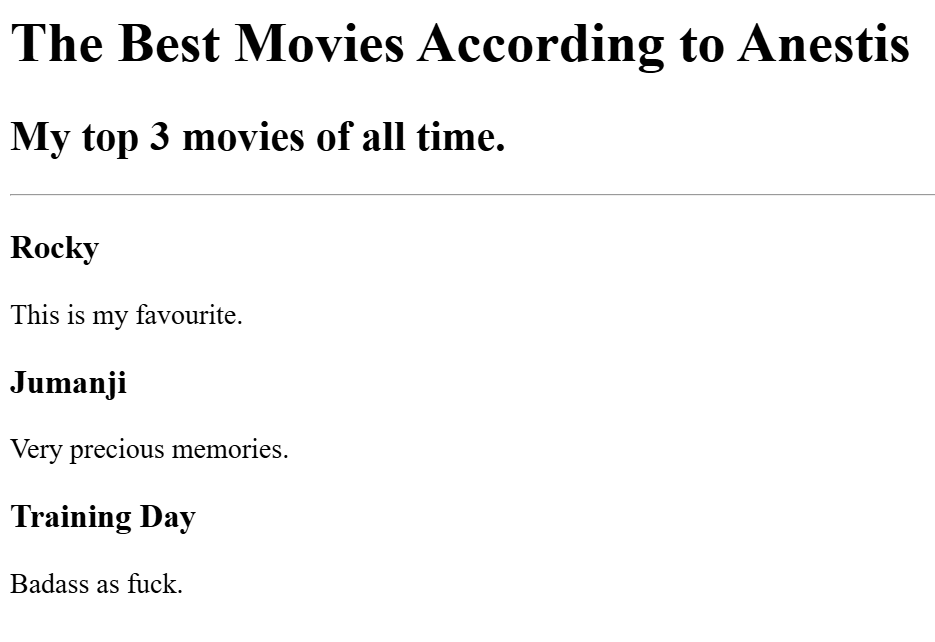 The Best Movies According to Anestis
My top 3 movies of all time.
Rocky
This is my favourite.
Jumanji
Very precious memories.
Training Day
Badass as fuck.